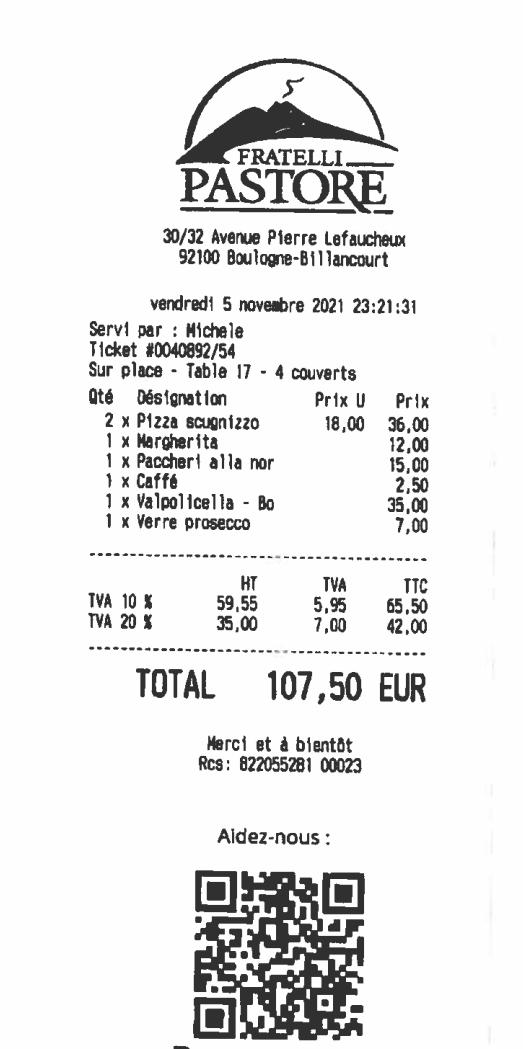 FRATELLI
PASTORE
30/32 Avenue Pierre Lefaucheux
92100 Boulogne-Billancourt
vendredi 5 novembre 2021 23:21:31
Servi par : Michele
Ticket #0040892/54
Sur place - Table 17 - 4 couverts
Qté Désignation Prix U Prix
2 x Pizza scugnizzo 18,00 36,00
1 x Margherita 12,00
1 x Paccheri alla nor 15,00
1 x Caffé 2,50
1 x Valpolicella - Bo 35,00
1 x Verre prosecco 7,00
HT TVA TTC
TVA 10 % 59,55 5,95 65,50
TVA 20 % 35,00 7,00 42,00
TOTAL 107,50 EUR
Merci et à bientôt
Rcs: 822055281 00023
Aidez-nous :